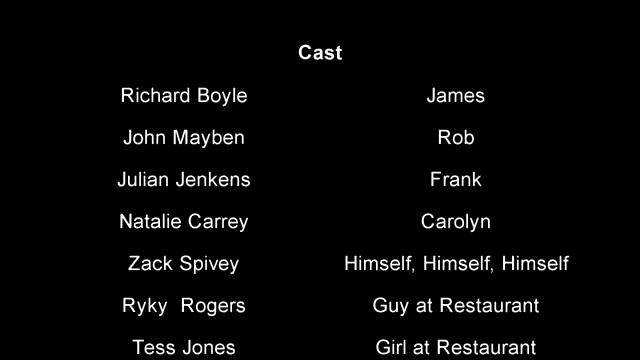 Cast
Richard Boyle James
John Mayben Rob
Julian Jenkens Frank
Natalie Carrey Carolyn
Zack Spivey Himself, Himself, Himself
Ryky  Rogers Guy at Restaurant
Tess Jones Girl at Restaurant